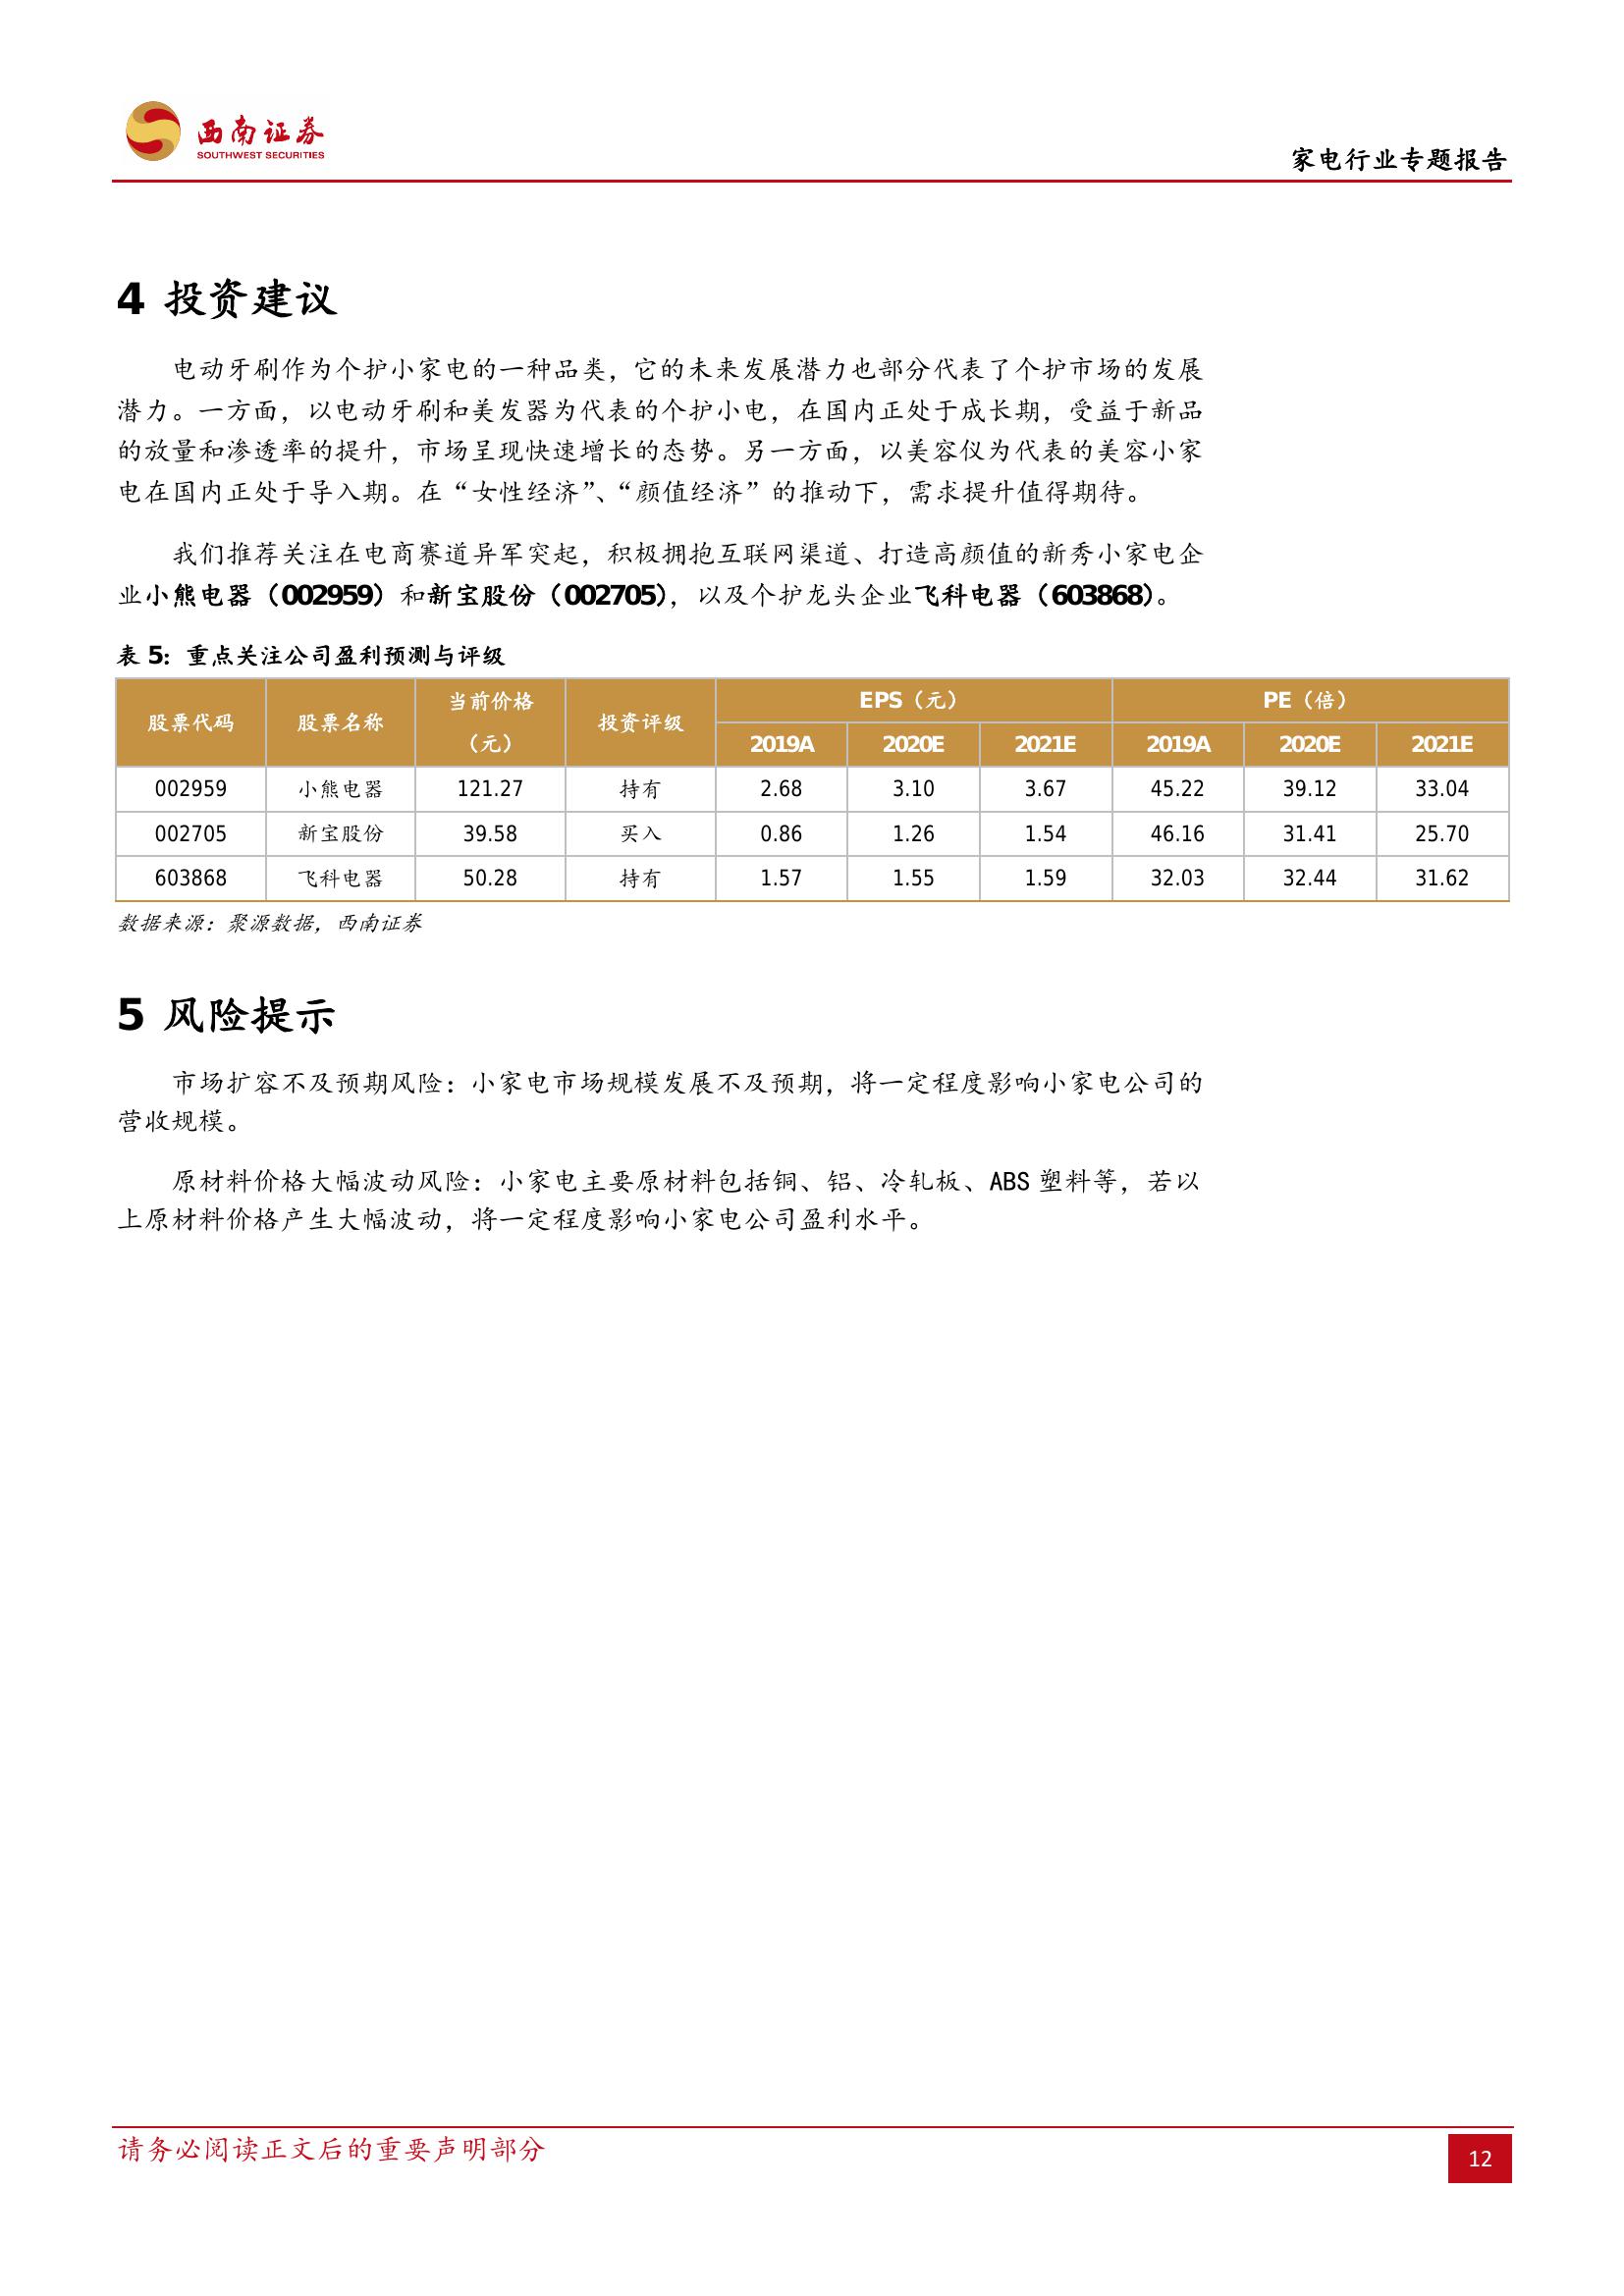 西南证券
SOUTHWEST SECURITIES
家电行业专题报告
4 投资建议
电动牙刷作为个护小家电的一种品类，它的未来发展潜力也部分代表了个护市场的发展
潜力。一方面，以电动牙刷和美发器为代表的个护小电，在国内正处于成长期，受益于新品
的放量和渗透率的提升，市场呈现快速增长的态势。另一方面，以美容仪为代表的美容小家
电在国内正处于导入期。在“女性经济”、“颜值经济”的推动下，需求提升值得期待。
我们推荐关注在电商赛道异军突起，积极拥抱互联网渠道、打造高颜值的新秀小家电企
业小熊电器（002959）和新宝股份（002705），以及个护龙头企业飞科电器（603868）。
表 5：重点关注公司盈利预测与评级
股票代码 股票名称 当前价格（元） 投资评级 EPS（元） PE（倍）
2019A 2020E 2021E 2019A 2020E 2021E
002959 小熊电器 121.27 持有 2.68 3.10 3.67 45.22 39.12 33.04
002705 新宝股份 39.58 买入 0.86 1.26 1.54 46.16 31.41 25.70
603868 飞科电器 50.28 持有 1.57 1.55 1.59 32.03 32.44 31.62
数据来源：聚源数据，西南证券
5 风险提示
市场扩容不及预期风险：小家电市场规模发展不及预期，将一定程度影响小家电公司的
营收规模。
原材料价格大幅波动风险：小家电主要原材料包括铜、铝、冷轧板、ABS 塑料等，若以
上原材料价格产生大幅波动，将一定程度影响小家电公司盈利水平。
请务必阅读正文后的重要声明部分
12